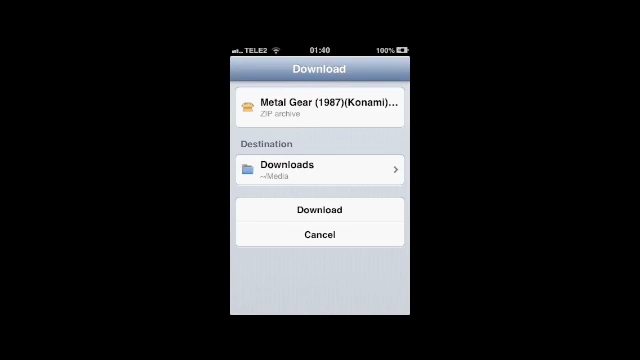 TELE2 01:40 100%
Download
Metal Gear (1987)(Konami)...
ZIP archive
Destination
Downloads
~/Media
Download
Cancel